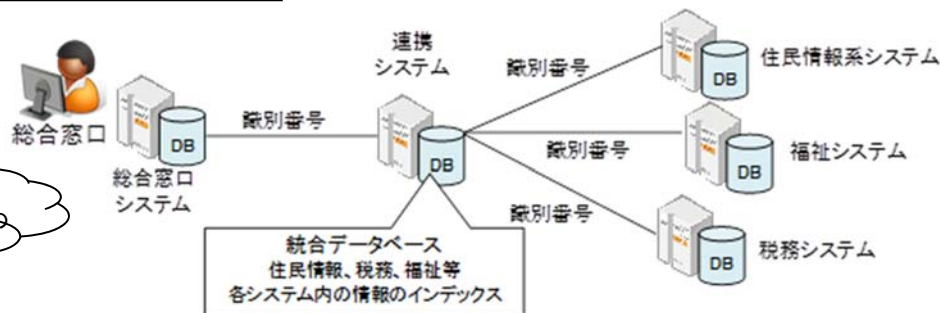 連携
システム
識別番号
DB
住民情報系システム
総合窓口
DB
識別番号
DB
識別番号
DB
福祉システム
総合窓口
システム
識別番号
DB
税務システム
統合データベース
住民情報、税務、福祉等
各システム内の情報のインデックス